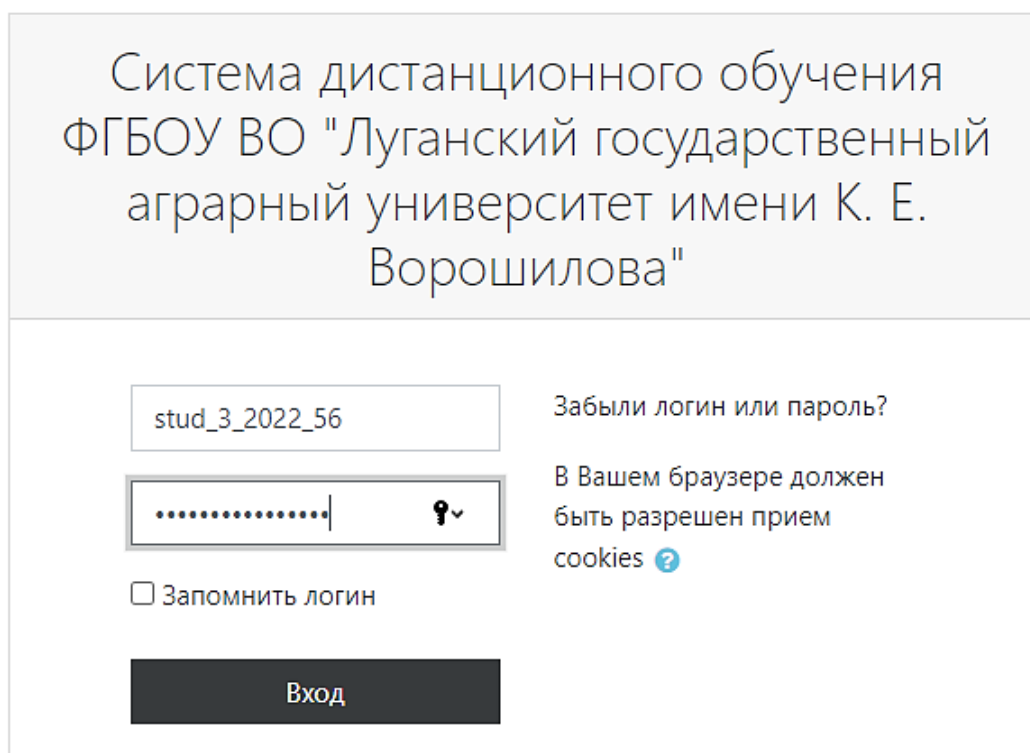 Система дистанционного обучения
ФГБОУ ВО "Луганский государственный
аграрный университет имени К. Е.
Ворошилова"
stud_3_2022_56
••••••••••••••••
Запомнить логин
Вход
Забыли логин или пароль?
В Вашем браузере должен
быть разрешен прием
cookies ?